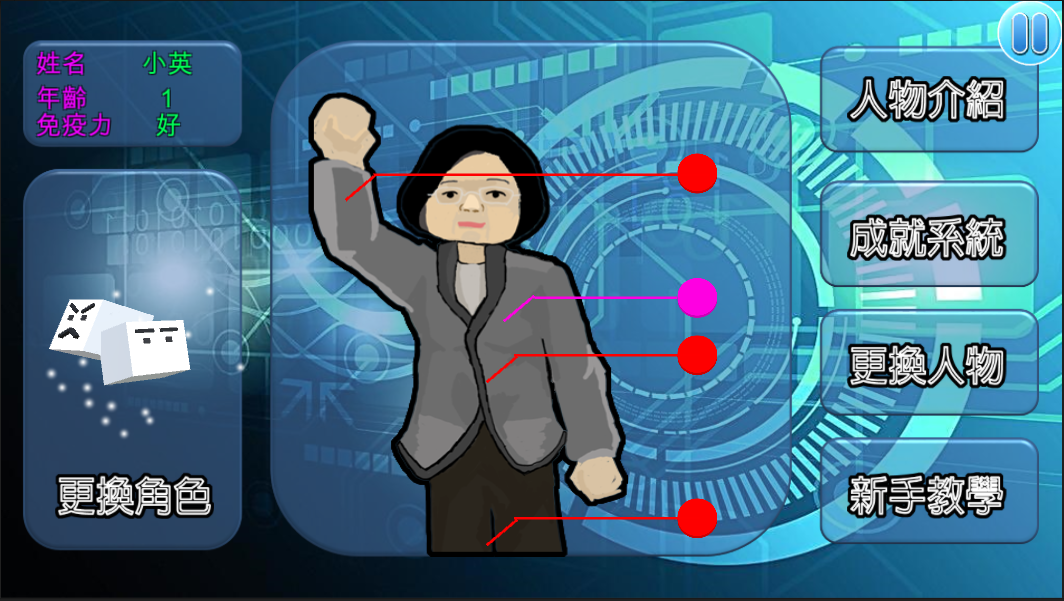 姓名 小英
年齡 1
免疫力 好
更換角色
人物介紹
成就系統
更換人物
新手教學